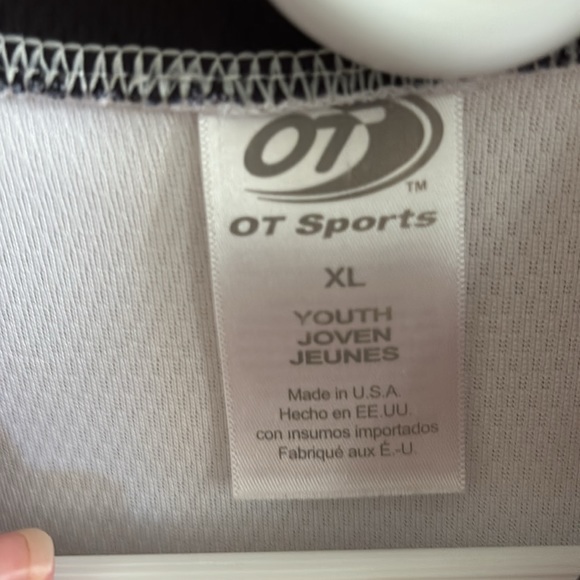 OT
TM
OT Sports
XL
YOUTH
JOVEN
JEUNES
Made in U.S.A.
Hecho en EE.UU.
con insumos importados
Fabriqué aux É.-U.